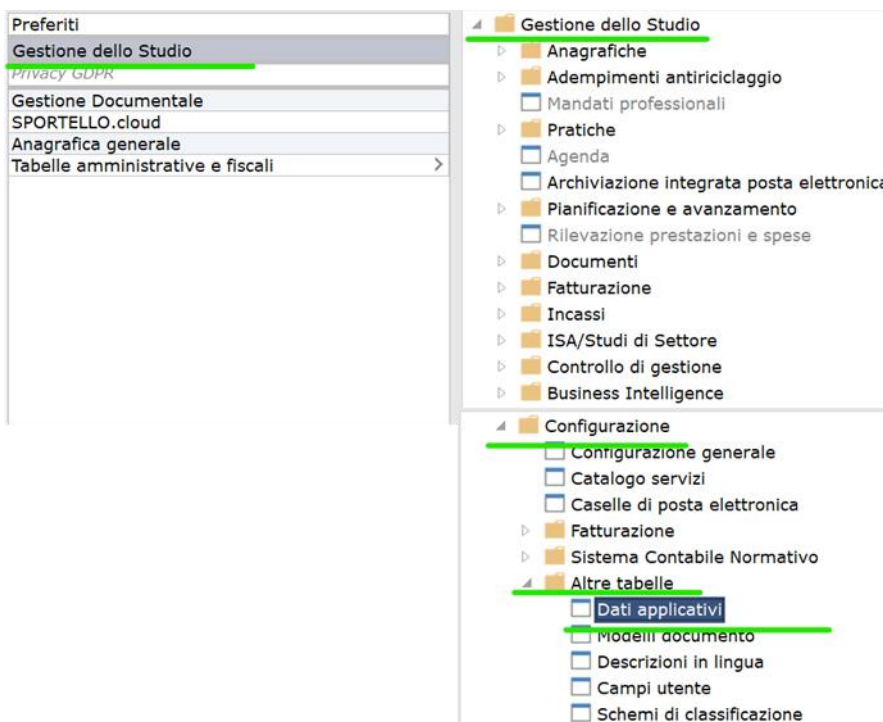 Preferiti
Gestione dello Studio
Privacy GDPR
Gestione Documentale
SPORTELLO.cloud
Anagrafica generale
Tabelle amministrative e fiscali
Gestione dello Studio
Anagrafiche
Adempimenti antiriciclaggio
Mandati professionali
Pratiche
Agenda
Archiviazione integrata posta elettronica
Pianificazione e avanzamento
Rilevazione prestazioni e spese
Documenti
Fatturazione
Incassi
ISA/Studi di Settore
Controllo di gestione
Business Intelligence
Configurazione
Configurazione generale
Catalogo servizi
Caselle di posta elettronica
Fatturazione
Sistema Contabile Normativo
Altre tabelle
Dati applicativi
Modelli documento
Descrizioni in lingua
Campi utente
Schemi di classificazione